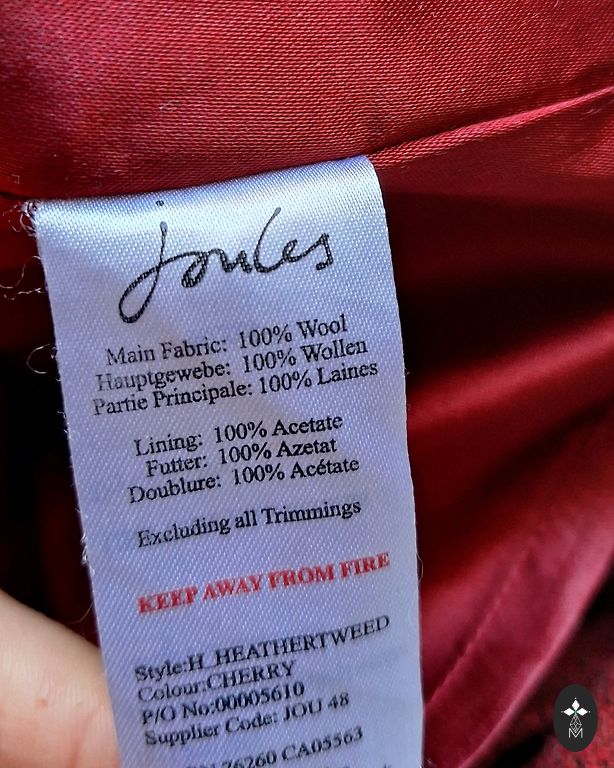 Joules
Main Fabric: 100% Wool
Hauptgewebe: 100% Wollen
Partie Principale: 100% Laines
Lining: 100% Acetate
Futter: 100% Azetat
Doublure: 100% Acétate
Excluding all Trimmings
KEEP AWAY FROM FIRE
Style:H_HEATHERTWEED
Colour:CHERRY
P/O No:00005610
Supplier Code: JOU 48
76260 CA05563
M